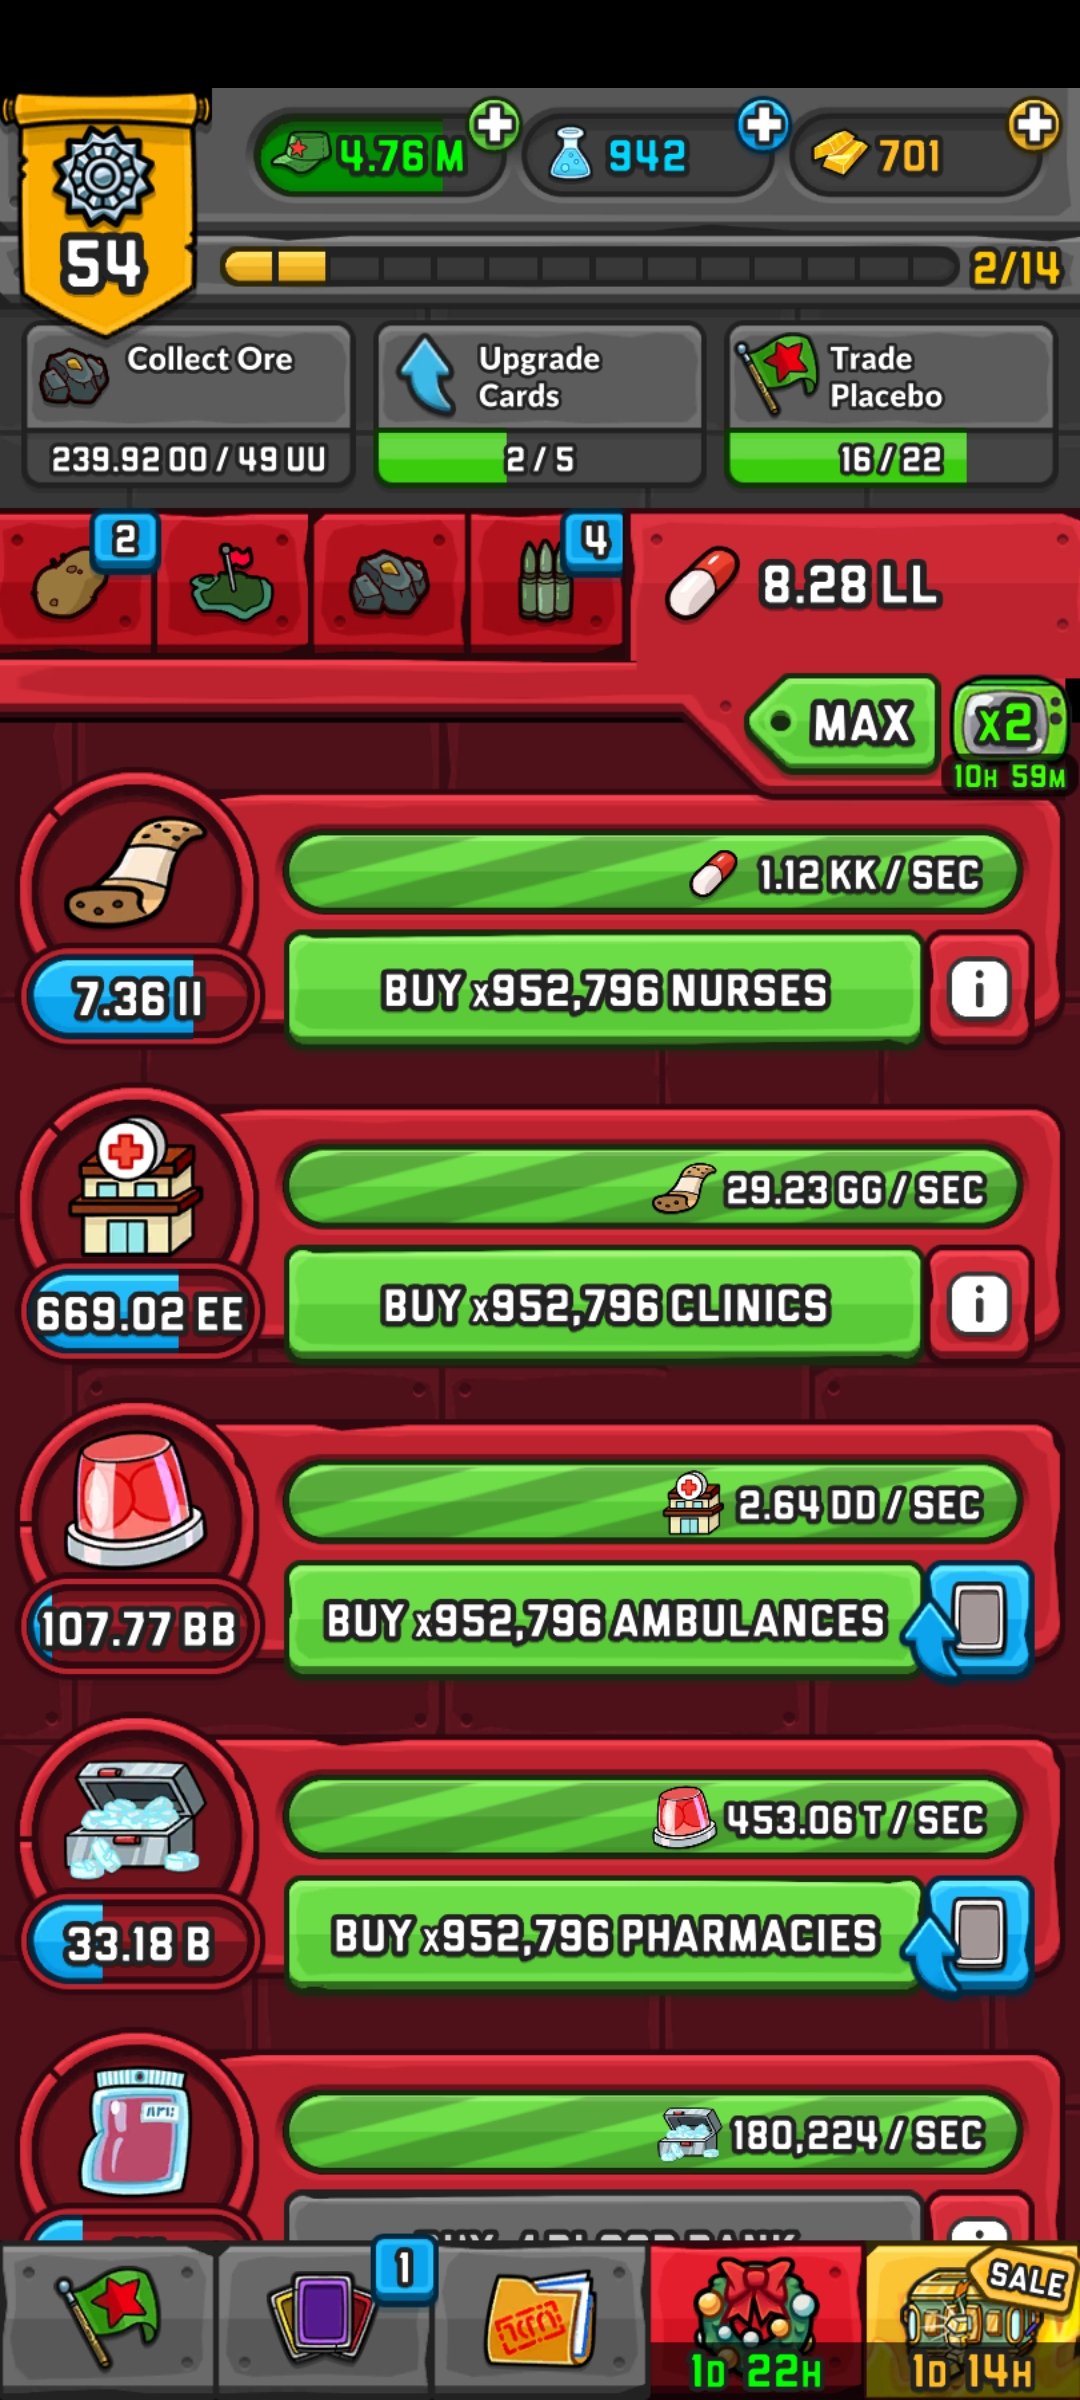 4.76 M
942
701
54
2/14
Collect Ore
239.92 OO / 49 UU
Upgrade
Cards
2 / 5
Trade
Placebo
16 / 22
2
4
8.28 LL
MAX
x2
10H 59M
1.12 KK / SEC
7.36 II
BUY x952,796 NURSES
i
29.23 GG / SEC
669.02 EE
BUY x952,796 CLINICS
i
2.64 DD / SEC
107.77 BB
BUY x952,796 AMBULANCES
453.06 T / SEC
33.18 B
BUY x952,796 PHARMACIES
180,224 / SEC
1
SALE
1D 22H
1D 14H